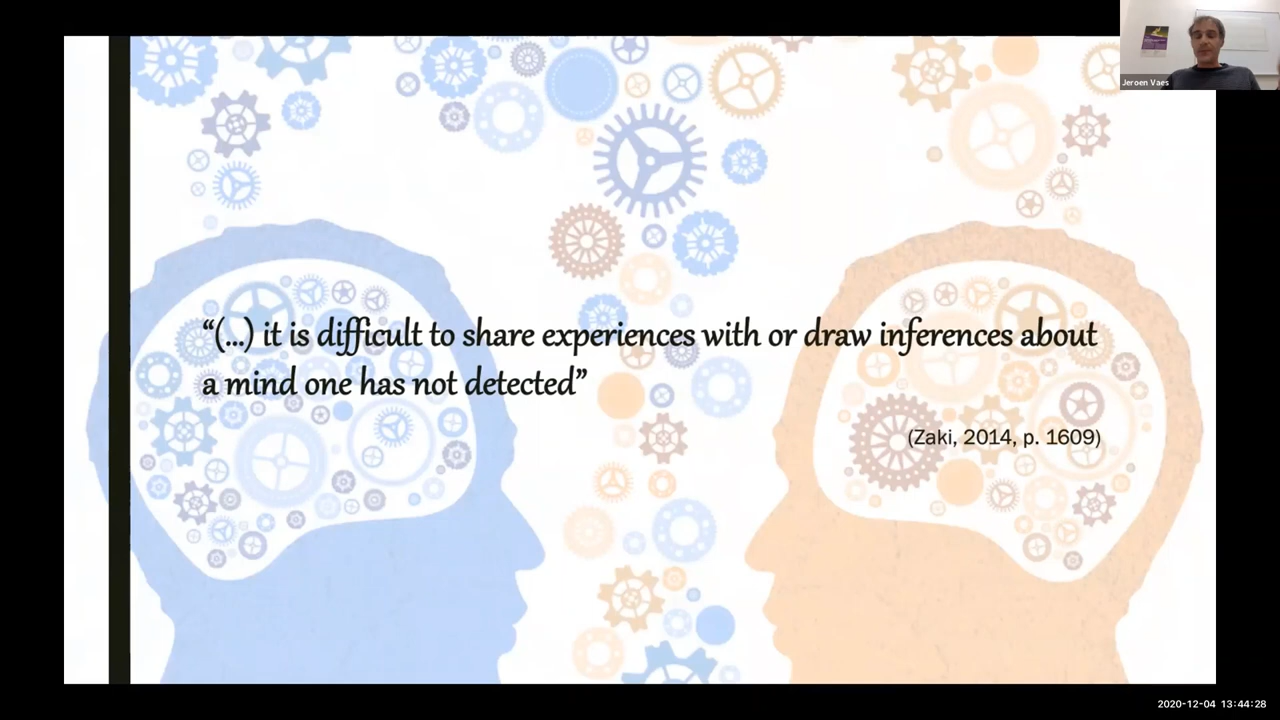 Jeroen Vaes
“(...) it is difficult to share experiences with or draw inferences about
a mind one has not detected”
(Zaki, 2014, p. 1609)
2020-12-04 13:44:28